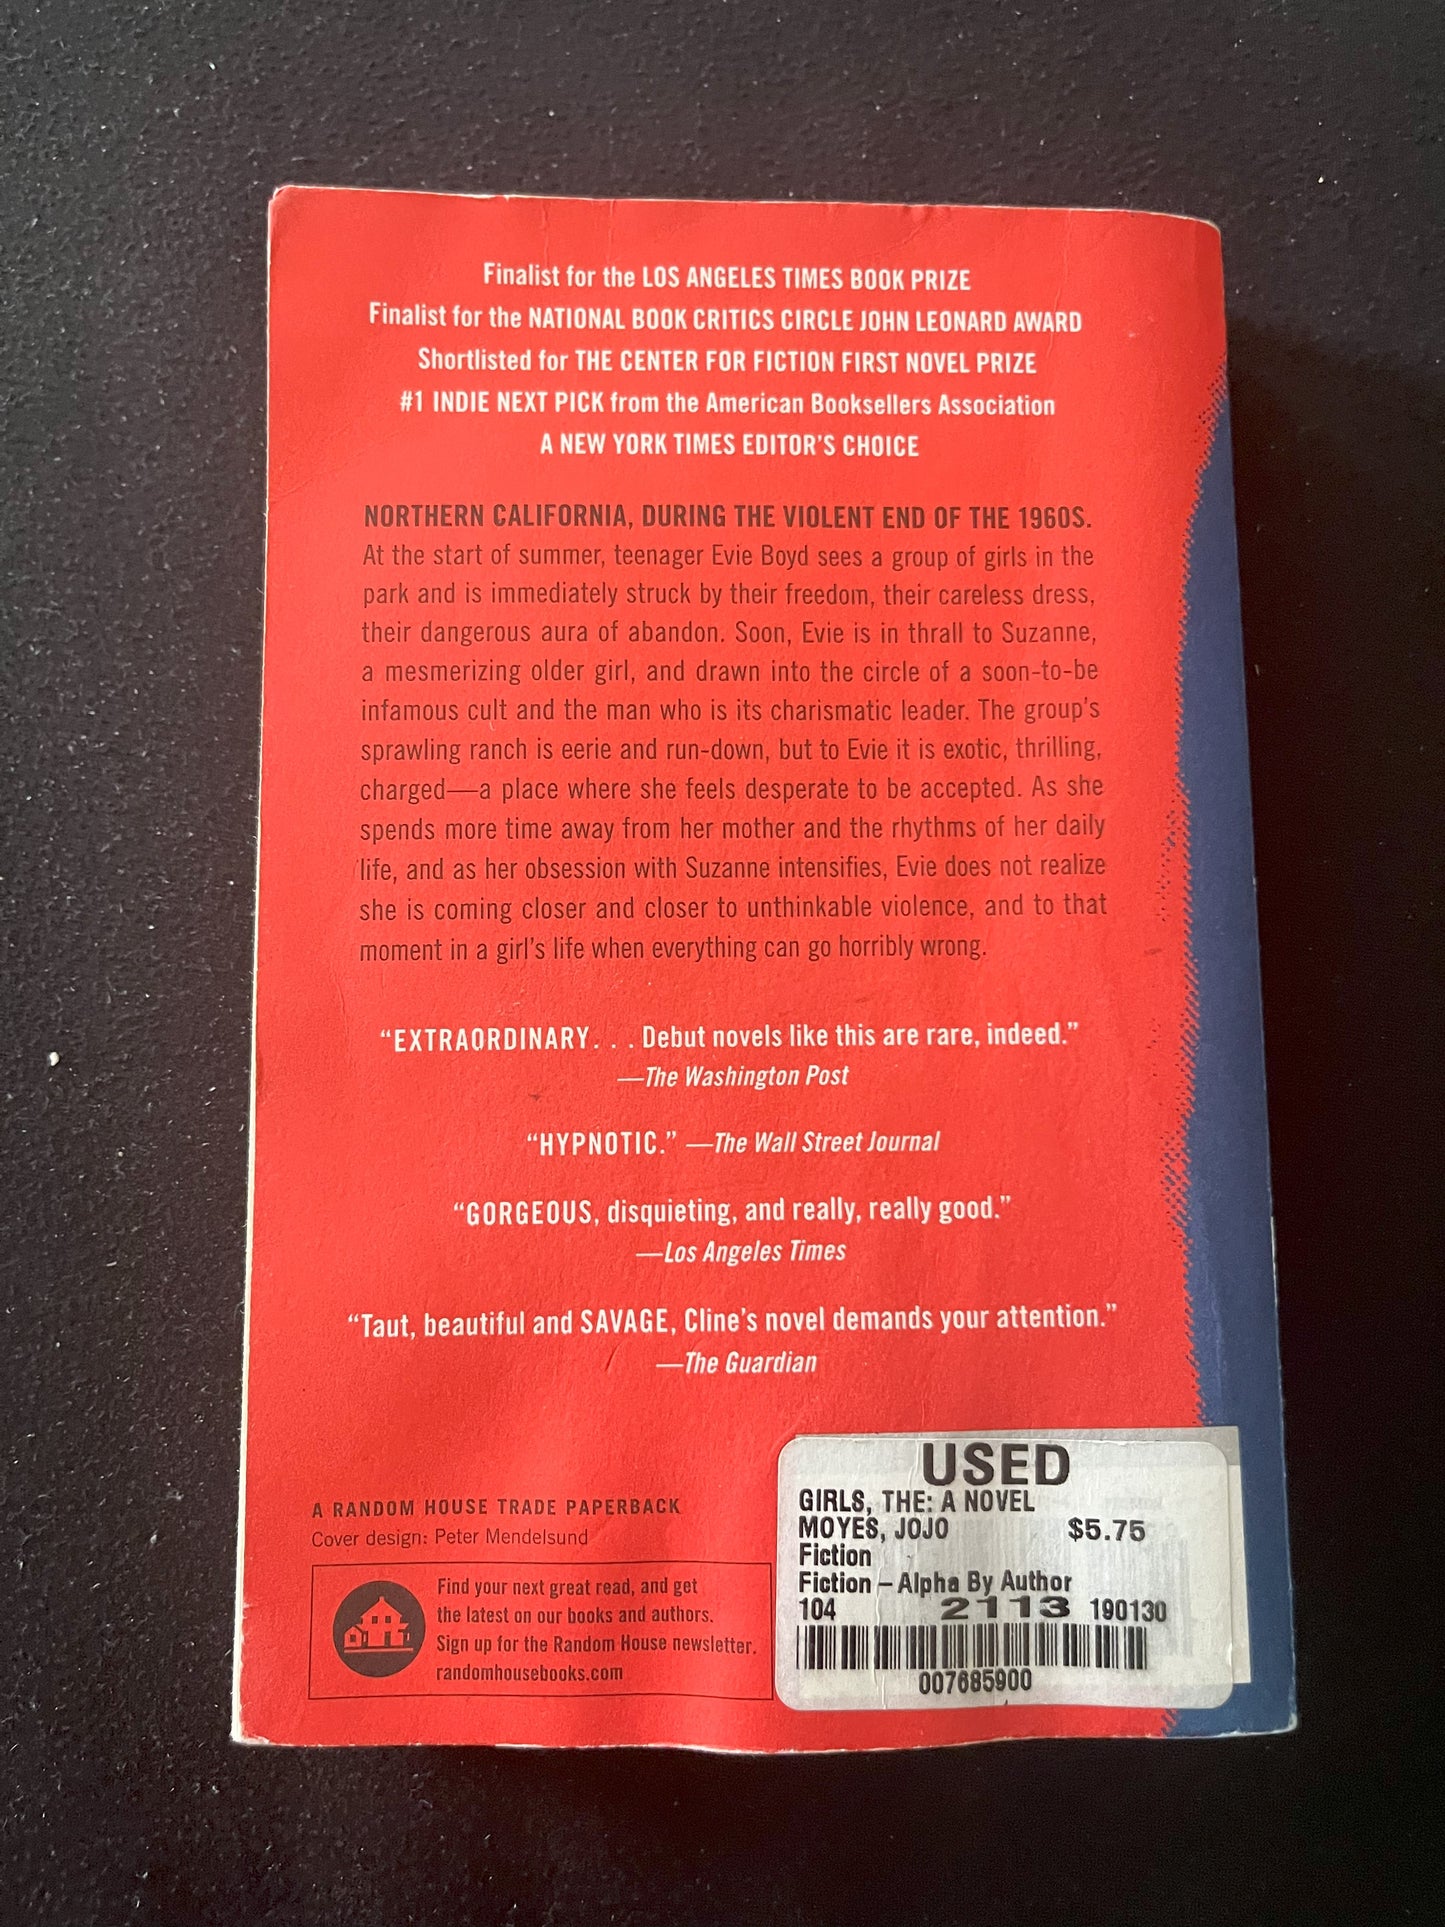 Finalist for the LOS ANGELES TIMES BOOK PRIZE
Finalist for the NATIONAL BOOK CRITICS CIRCLE JOHN LEONARD AWARD
Shortlisted for THE CENTER FOR FICTION FIRST NOVEL PRIZE
#1 INDIE NEXT PICK from the American Booksellers Association
A NEW YORK TIMES EDITOR'S CHOICE
NORTHERN CALIFORNIA, DURING THE VIOLENT END OF THE 1960S.
At the start of summer, teenager Evie Boyd sees a group of girls in the
park and is immediately struck by their freedom, their careless dress,
their dangerous aura of abandon. Soon, Evie is in thrall to Suzanne,
a mesmerizing older girl, and drawn into the circle of a soon-to-be
infamous cult and the man who is its charismatic leader. The group's
sprawling ranch is eerie and run-down, but to Evie it is exotic, thrilling,
charged—a place where she feels desperate to be accepted. As she
spends more time away from her mother and the rhythms of her daily
life, and as her obsession with Suzanne intensifies, Evie does not realize
she is coming closer and closer to unthinkable violence, and to that
moment in a girl's life when everything can go horribly wrong.
“EXTRAORDINARY. . . Debut novels like this are rare, indeed.”
—The Washington Post
“HYPNOTIC.” —The Wall Street Journal
“GORGEOUS, disquieting, and really, really good.”
—Los Angeles Times
“Taut, beautiful and SAVAGE, Cline's novel demands your attention.”
—The Guardian
A RANDOM HOUSE TRADE PAPERBACK
Cover design: Peter Mendelsund
Find your next great read, and get
the latest on our books and authors.
Sign up for the Random House newsletter.
randomhousebooks.com
USED
GIRLS, THE: A NOVEL
MOYES, JOJO $5.75
Fiction
Fiction – Alpha By Author
104 2113 190130
007685900